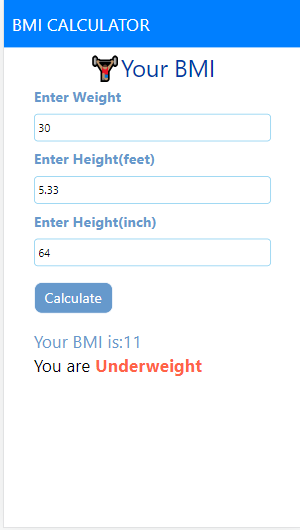 BMI CALCULATOR
Your BMI
Enter Weight
30
Enter Height(feet)
5.33
Enter Height(inch)
64
Calculate
Your BMI is:11
You are Underweight